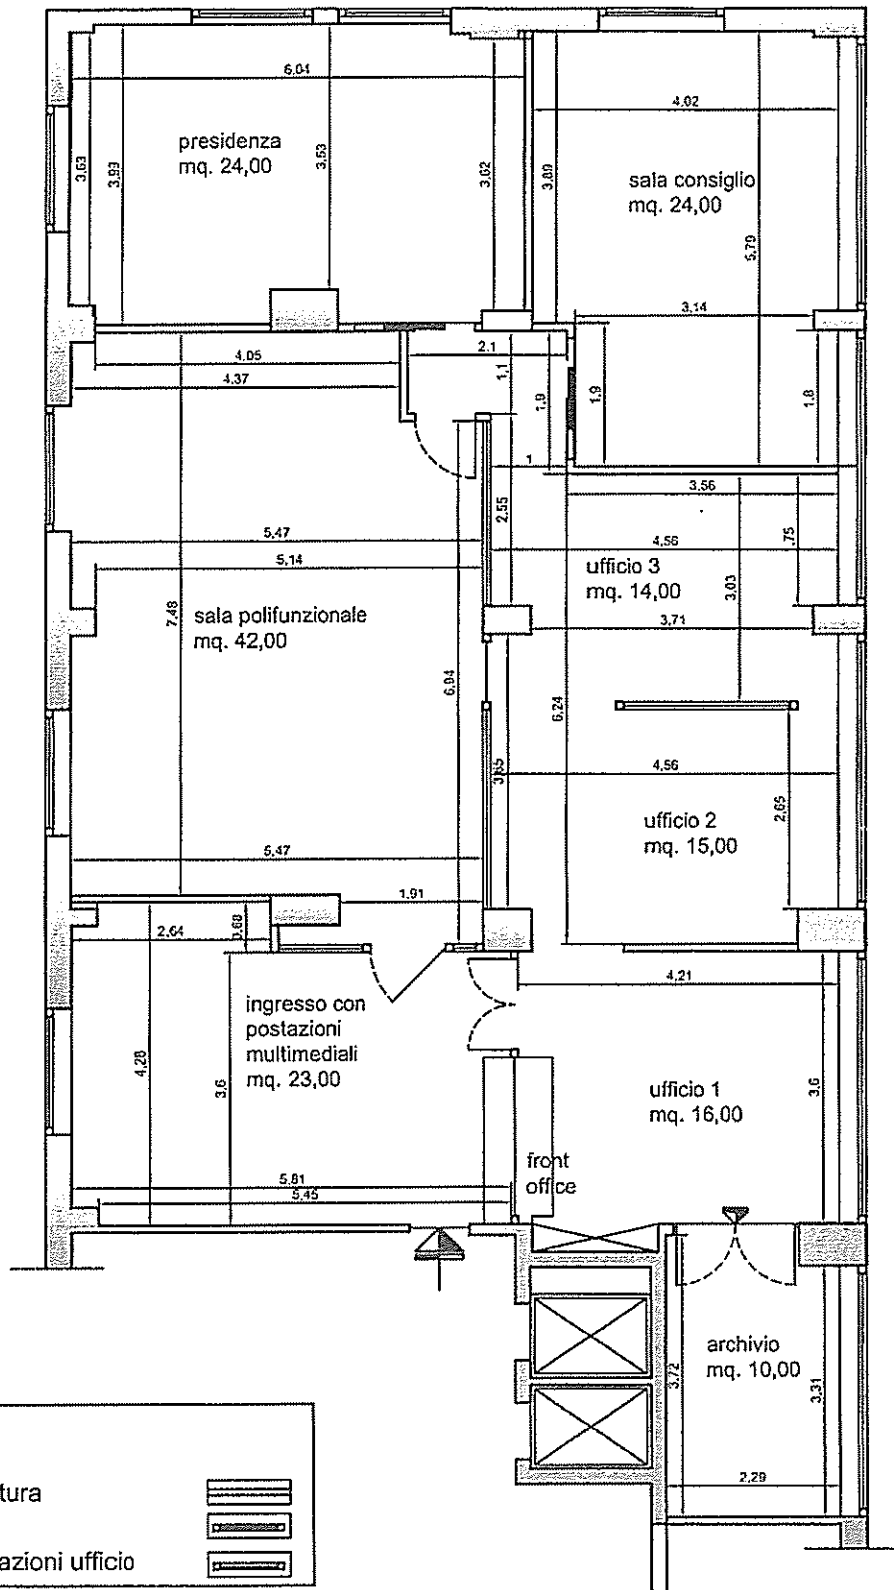 6,01
4,02
presidenza
mq. 24,00
3,63
3,93
3,53
3,62
3,89
sala consiglio
mq. 24,00
5,79
3,14
2.1
4,05
4,37
1,1
1,9
1,9
1,8
1
3,56
2,55
,75
5,47
4,56
5,14
ufficio 3
mq. 14,00
3,03
7,48
sala polifunzionale
mq. 42,00
3,71
6,94
6,24
3,65
4,56
2,65
ufficio 2
mq. 15,00
5,47
1,91
2,64
0,68
4,21
ingresso con
postazioni
multimediali
mq. 23,00
4,28
3,6
ufficio 1
mq. 16,00
3,6
front
office
5,81
5,45
archivio
mq. 10,00
3,72
3,31
2,29
tura
azioni ufficio